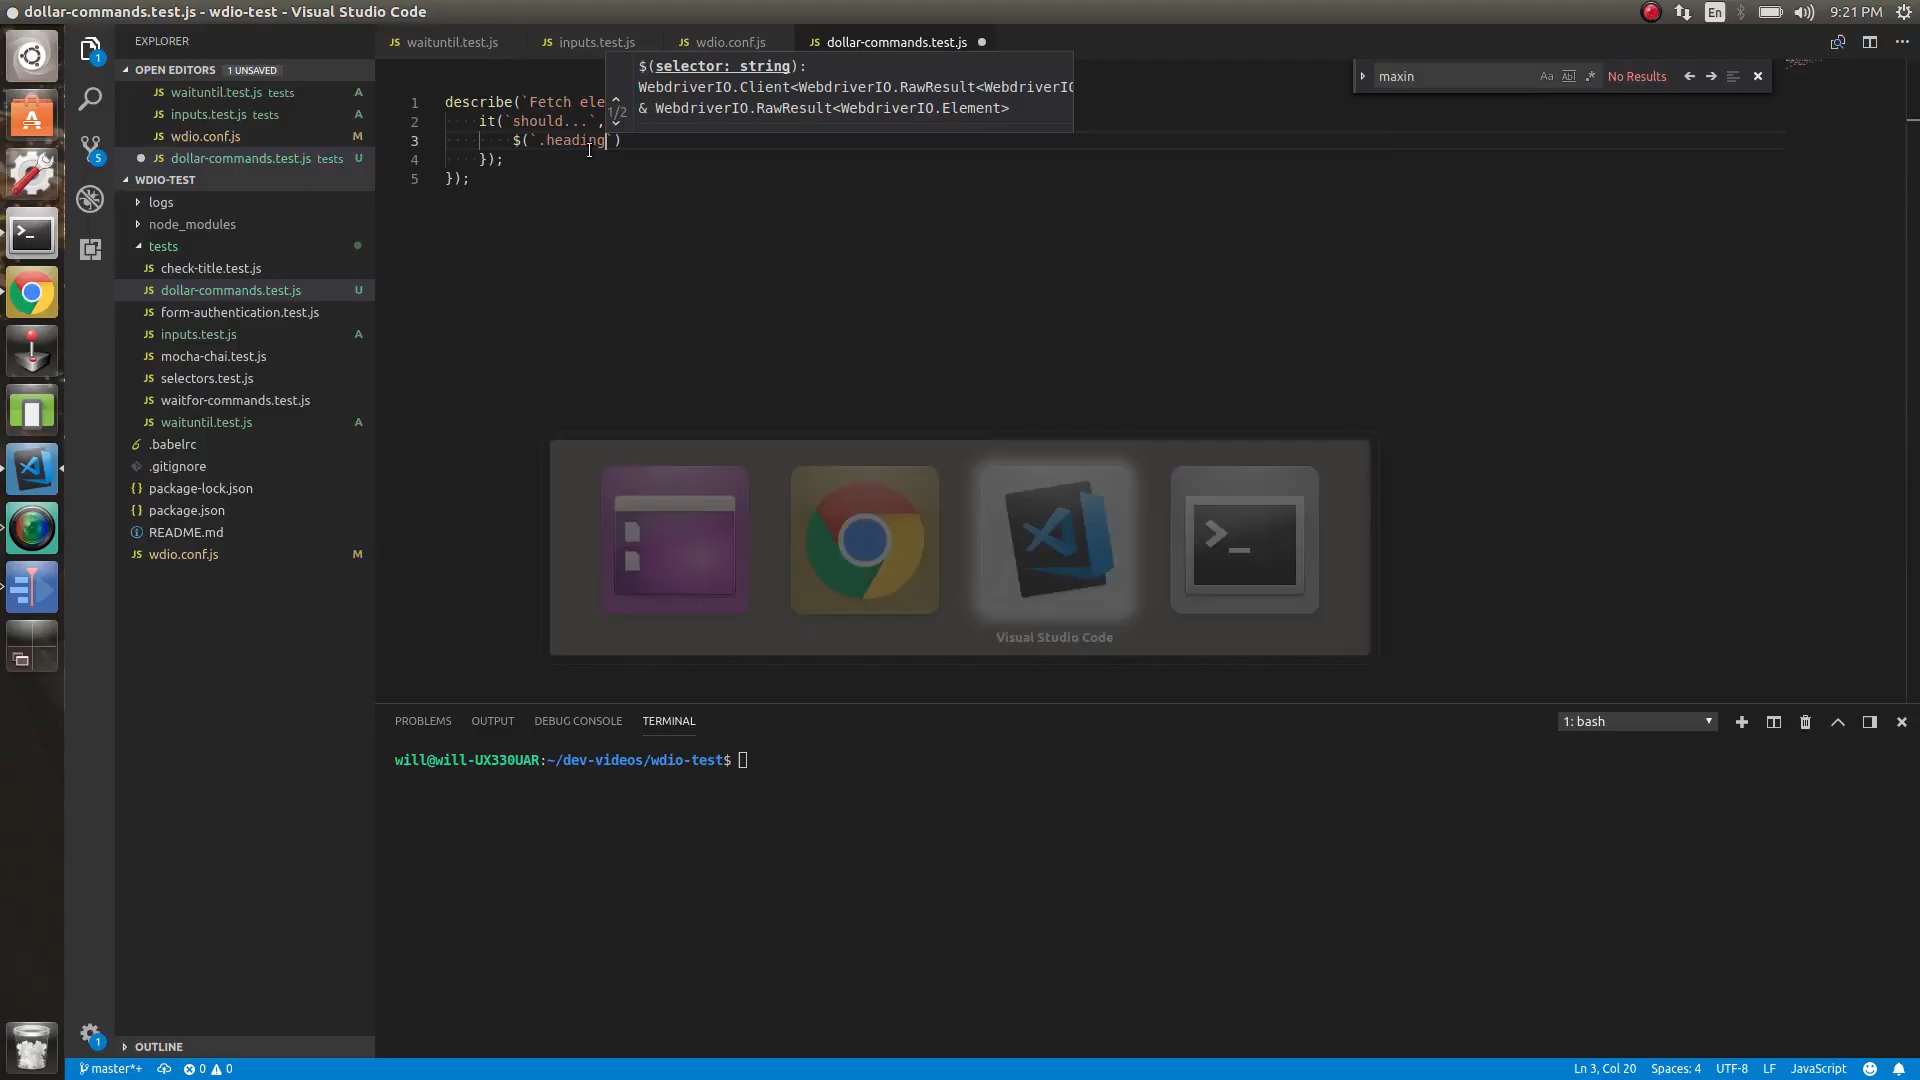 dollar-commands.test.js - wdio-test - Visual Studio Code
En
9:21 PM
EXPLORER
OPEN EDITORS 1 UNSAVED
waituntil.test.js tests A
inputs.test.js tests A
wdio.conf.js M
dollar-commands.test.js tests U
WDIO-TEST
logs
node_modules
tests
JS check-title.test.js
JS dollar-commands.test.js U
JS form-authentication.test.js
JS inputs.test.js A
JS mocha-chai.test.js
JS selectors.test.js
JS waitfor-commands.test.js
JS waituntil.test.js A
.babelrc
.gitignore
{} package-lock.json
{} package.json
README.md
JS wdio.conf.js M
OUTLINE
JS waituntil.test.js JS inputs.test.js JS wdio.conf.js JS dollar-commands.test.js
$(selector: string):
WebdriverIO.Client<WebdriverIO.RawResult<WebdriverIO
& WebdriverIO.RawResult<WebdriverIO.Element>
1/2
maxin Aa Abl .* No Results
1 describe(`Fetch ele
2 it(`should...`,
3 $(`.heading`)
4 });
5 });
Visual Studio Code
PROBLEMS OUTPUT DEBUG CONSOLE TERMINAL 1: bash
will@will-UX330UAR:~/dev-videos/wdio-test$
master*+ 0 0 Ln 3, Col 20 Spaces: 4 UTF-8 LF JavaScript